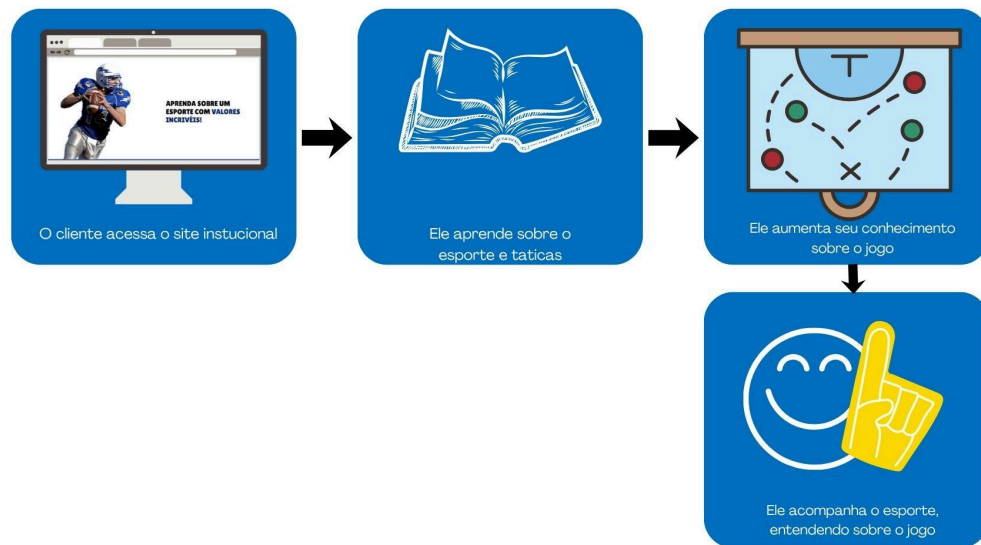 APRENDA SOBRE UM
ESPORTE COM VALORES
INCRIVÉIS!
O cliente acessa o site instucional
Ele aprende sobre o
esporte e taticas
Ele aumenta seu conhecimento
sobre o jogo
Ele acompanha o esporte,
entendendo sobre o jogo